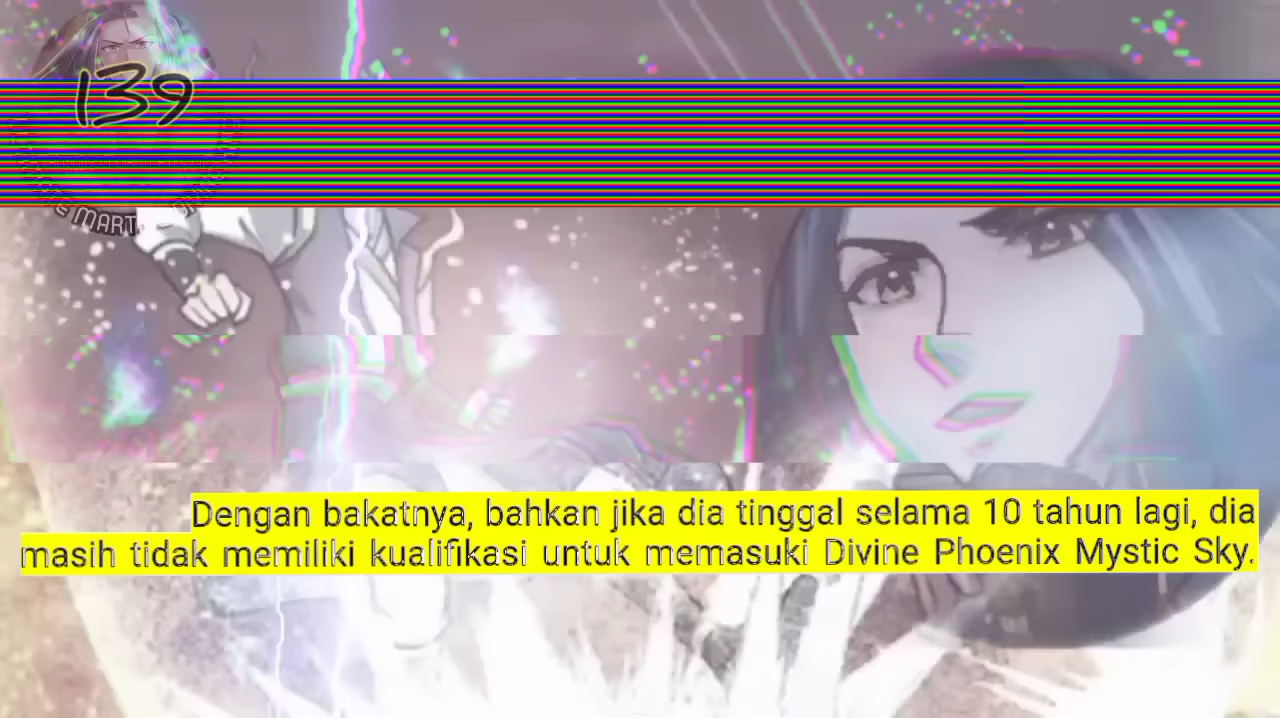 139
MART
Dengan bakatnya, bahkan jika dia tinggal selama 10 tahun lagi, dia
masih tidak memiliki kualifikasi untuk memasuki Divine Phoenix Mystic Sky.